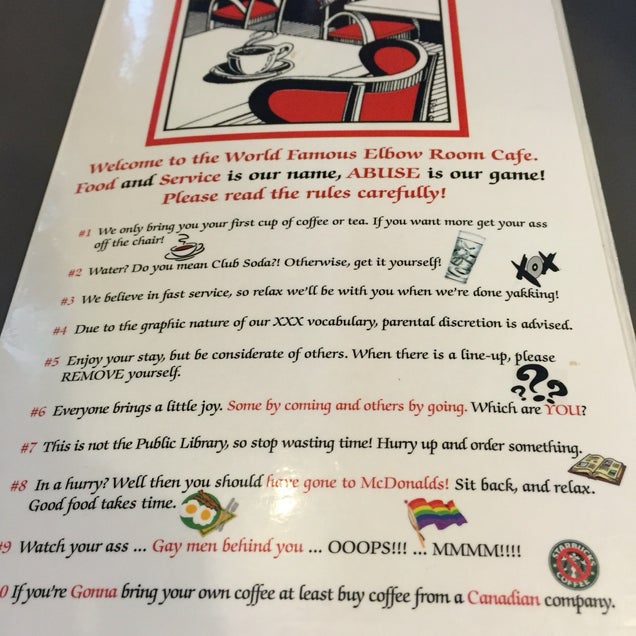 Welcome to the World Famous Elbow Room Cafe.
Food and Service is our name, ABUSE is our game!
Please read the rules carefully!
#1 We only bring you your first cup of coffee or tea. If you want more get your ass
off the chair!
#2 Water? Do you mean Club Soda?! Otherwise, get it yourself!
XOX
#3 We believe in fast service, so relax we'll be with you when we're done yakking!
#4 Due to the graphic nature of our XXX vocabulary, parental discretion is advised.
#5 Enjoy your stay, but be considerate of others. When there is a line-up, please
REMOVE yourself.
???
#6 Everyone brings a little joy. Some by coming and others by going. Which are YOU?
#7 This is not the Public Library, so stop wasting time! Hurry up and order something.
#8 In a hurry? Well then you should have gone to McDonalds! Sit back, and relax.
Good food takes time.
#9 Watch your ass ... Gay men behind you ... OOOPS!!! ... MMMM!!!!
STARBUCKS COFFEE
0 If you're Gonna bring your own coffee at least buy coffee from a Canadian company.